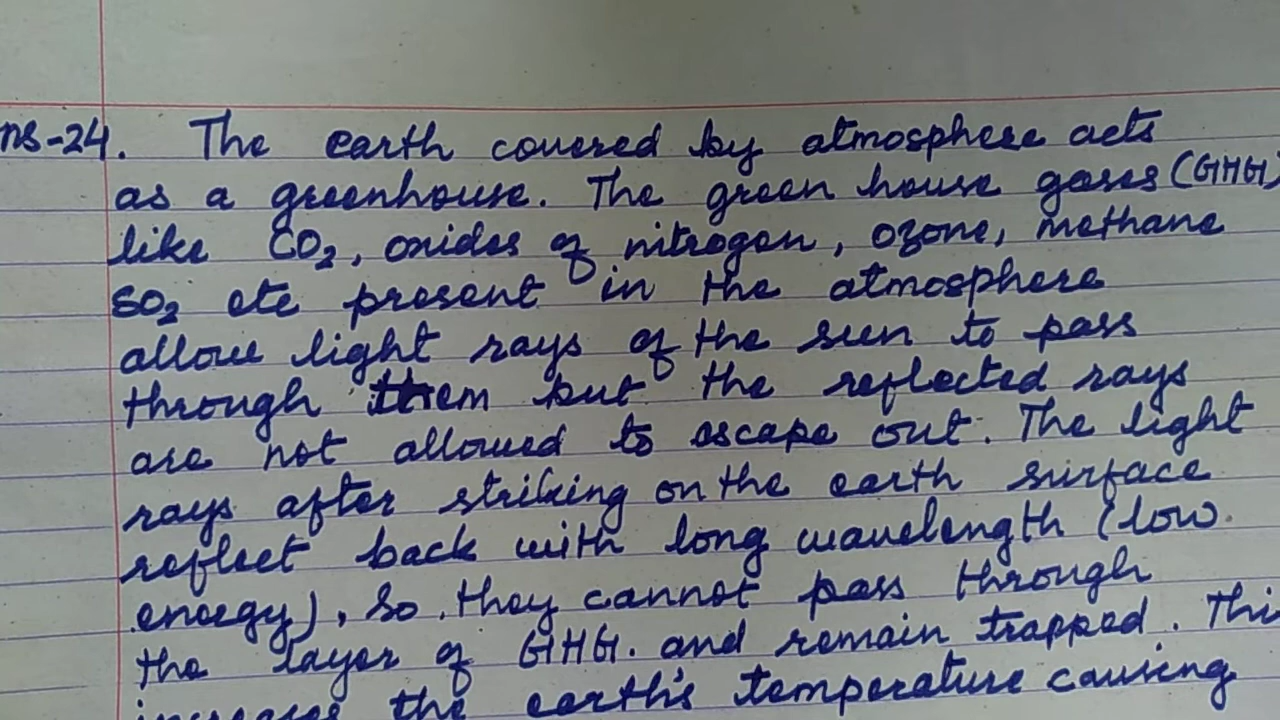 ns-24. The earth covered by atmosphere acts
as a greenhouse. The green house gases (GHG)
like CO2, oxides of nitrogen, ozone, methane
SO2 etc present in the atmosphere
allow light rays of the sun to pass
through them but the reflected rays
are not allowed to escape out. The light
rays after striking on the earth surface
reflect back with long wavelength (low
energy), so they cannot pass through
the layer of GHG. and remain trapped. Thi
increases the earth's temperature causing